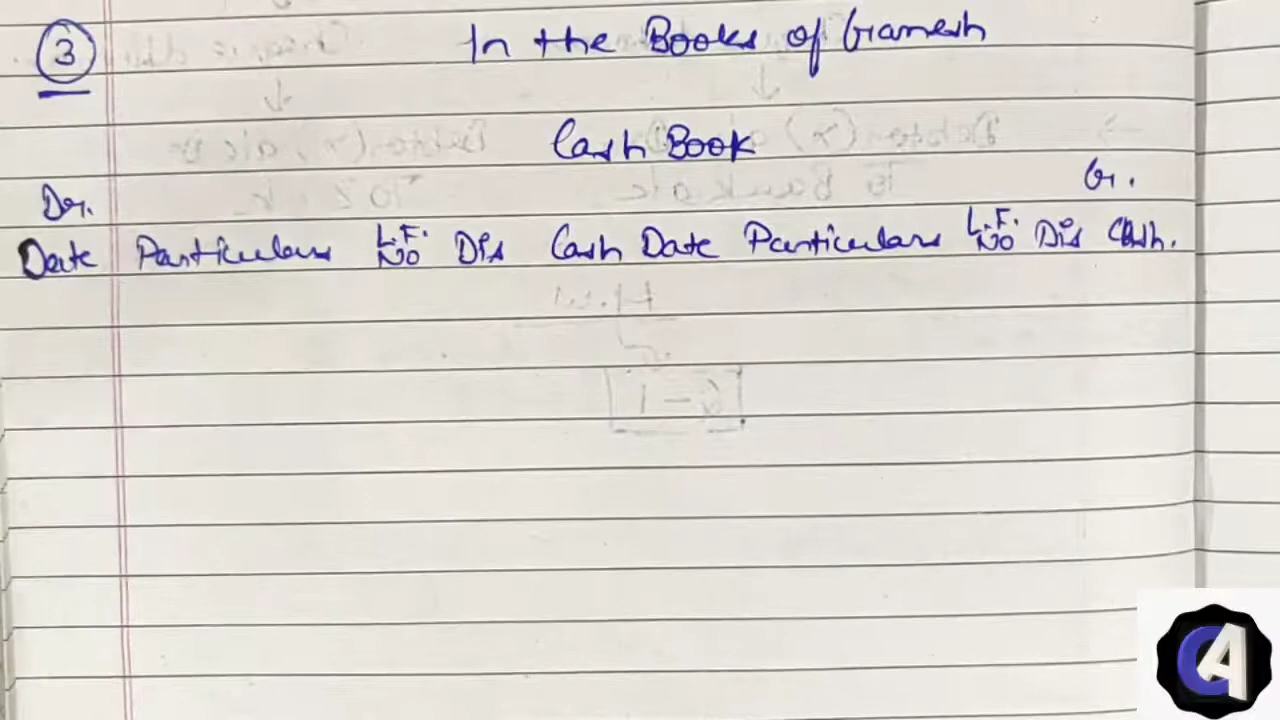 3
In the Books of Ganesh
Cash Book
Dr.
Cr.
Date Particulars L.F. No Dis Cash Date Particulars L.F. No Dis Cash.
CA